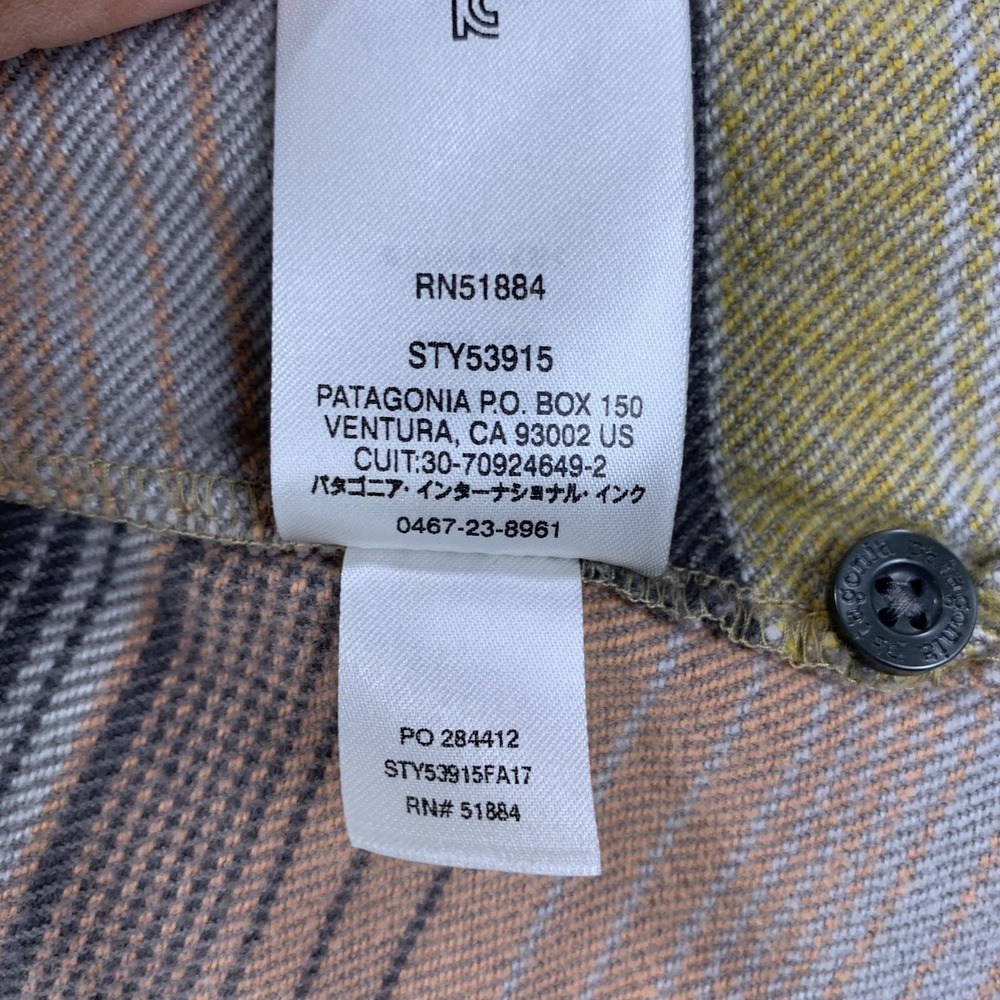 RN51884
STY53915
PATAGONIA P.O. BOX 150
VENTURA, CA 93002 US
CUIT:30-70924649-2
パタゴニア・インターナショナル・インク
0467-23-8961
patagonia patagonia
PO 284412
STY53915FA17
RN# 51884